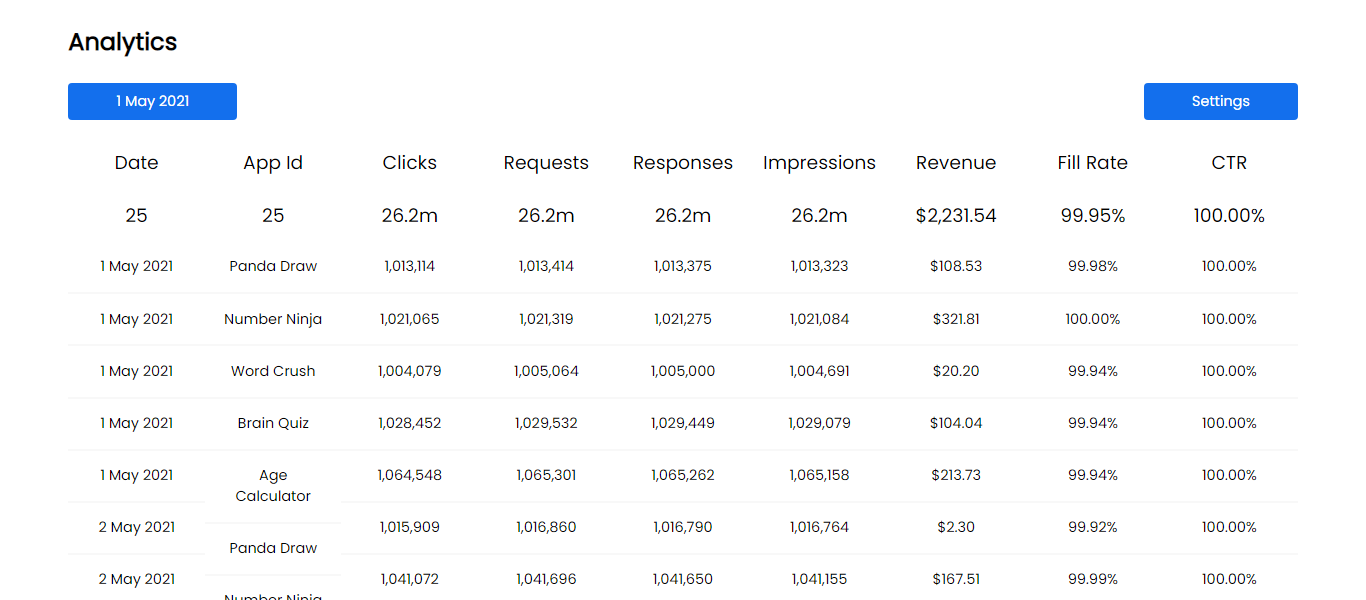 Analytics
1 May 2021 Settings
Date App Id Clicks Requests Responses Impressions Revenue Fill Rate CTR
25 25 26.2m 26.2m 26.2m 26.2m $2,231.54 99.95% 100.00%
1 May 2021 Panda Draw 1,013,114 1,013,414 1,013,375 1,013,323 $108.53 99.98% 100.00%
1 May 2021 Number Ninja 1,021,065 1,021,319 1,021,275 1,021,084 $321.81 100.00% 100.00%
1 May 2021 Word Crush 1,004,079 1,005,064 1,005,000 1,004,691 $20.20 99.94% 100.00%
1 May 2021 Brain Quiz 1,028,452 1,029,532 1,029,449 1,029,079 $104.04 99.94% 100.00%
1 May 2021 Age 1,064,548 1,065,301 1,065,262 1,065,158 $213.73 99.94% 100.00%
Calculator
2 May 2021 1,015,909 1,016,860 1,016,790 1,016,764 $2.30 99.92% 100.00%
Panda Draw
2 May 2021 1,041,072 1,041,696 1,041,650 1,041,155 $167.51 99.99% 100.00%
Number Ninja